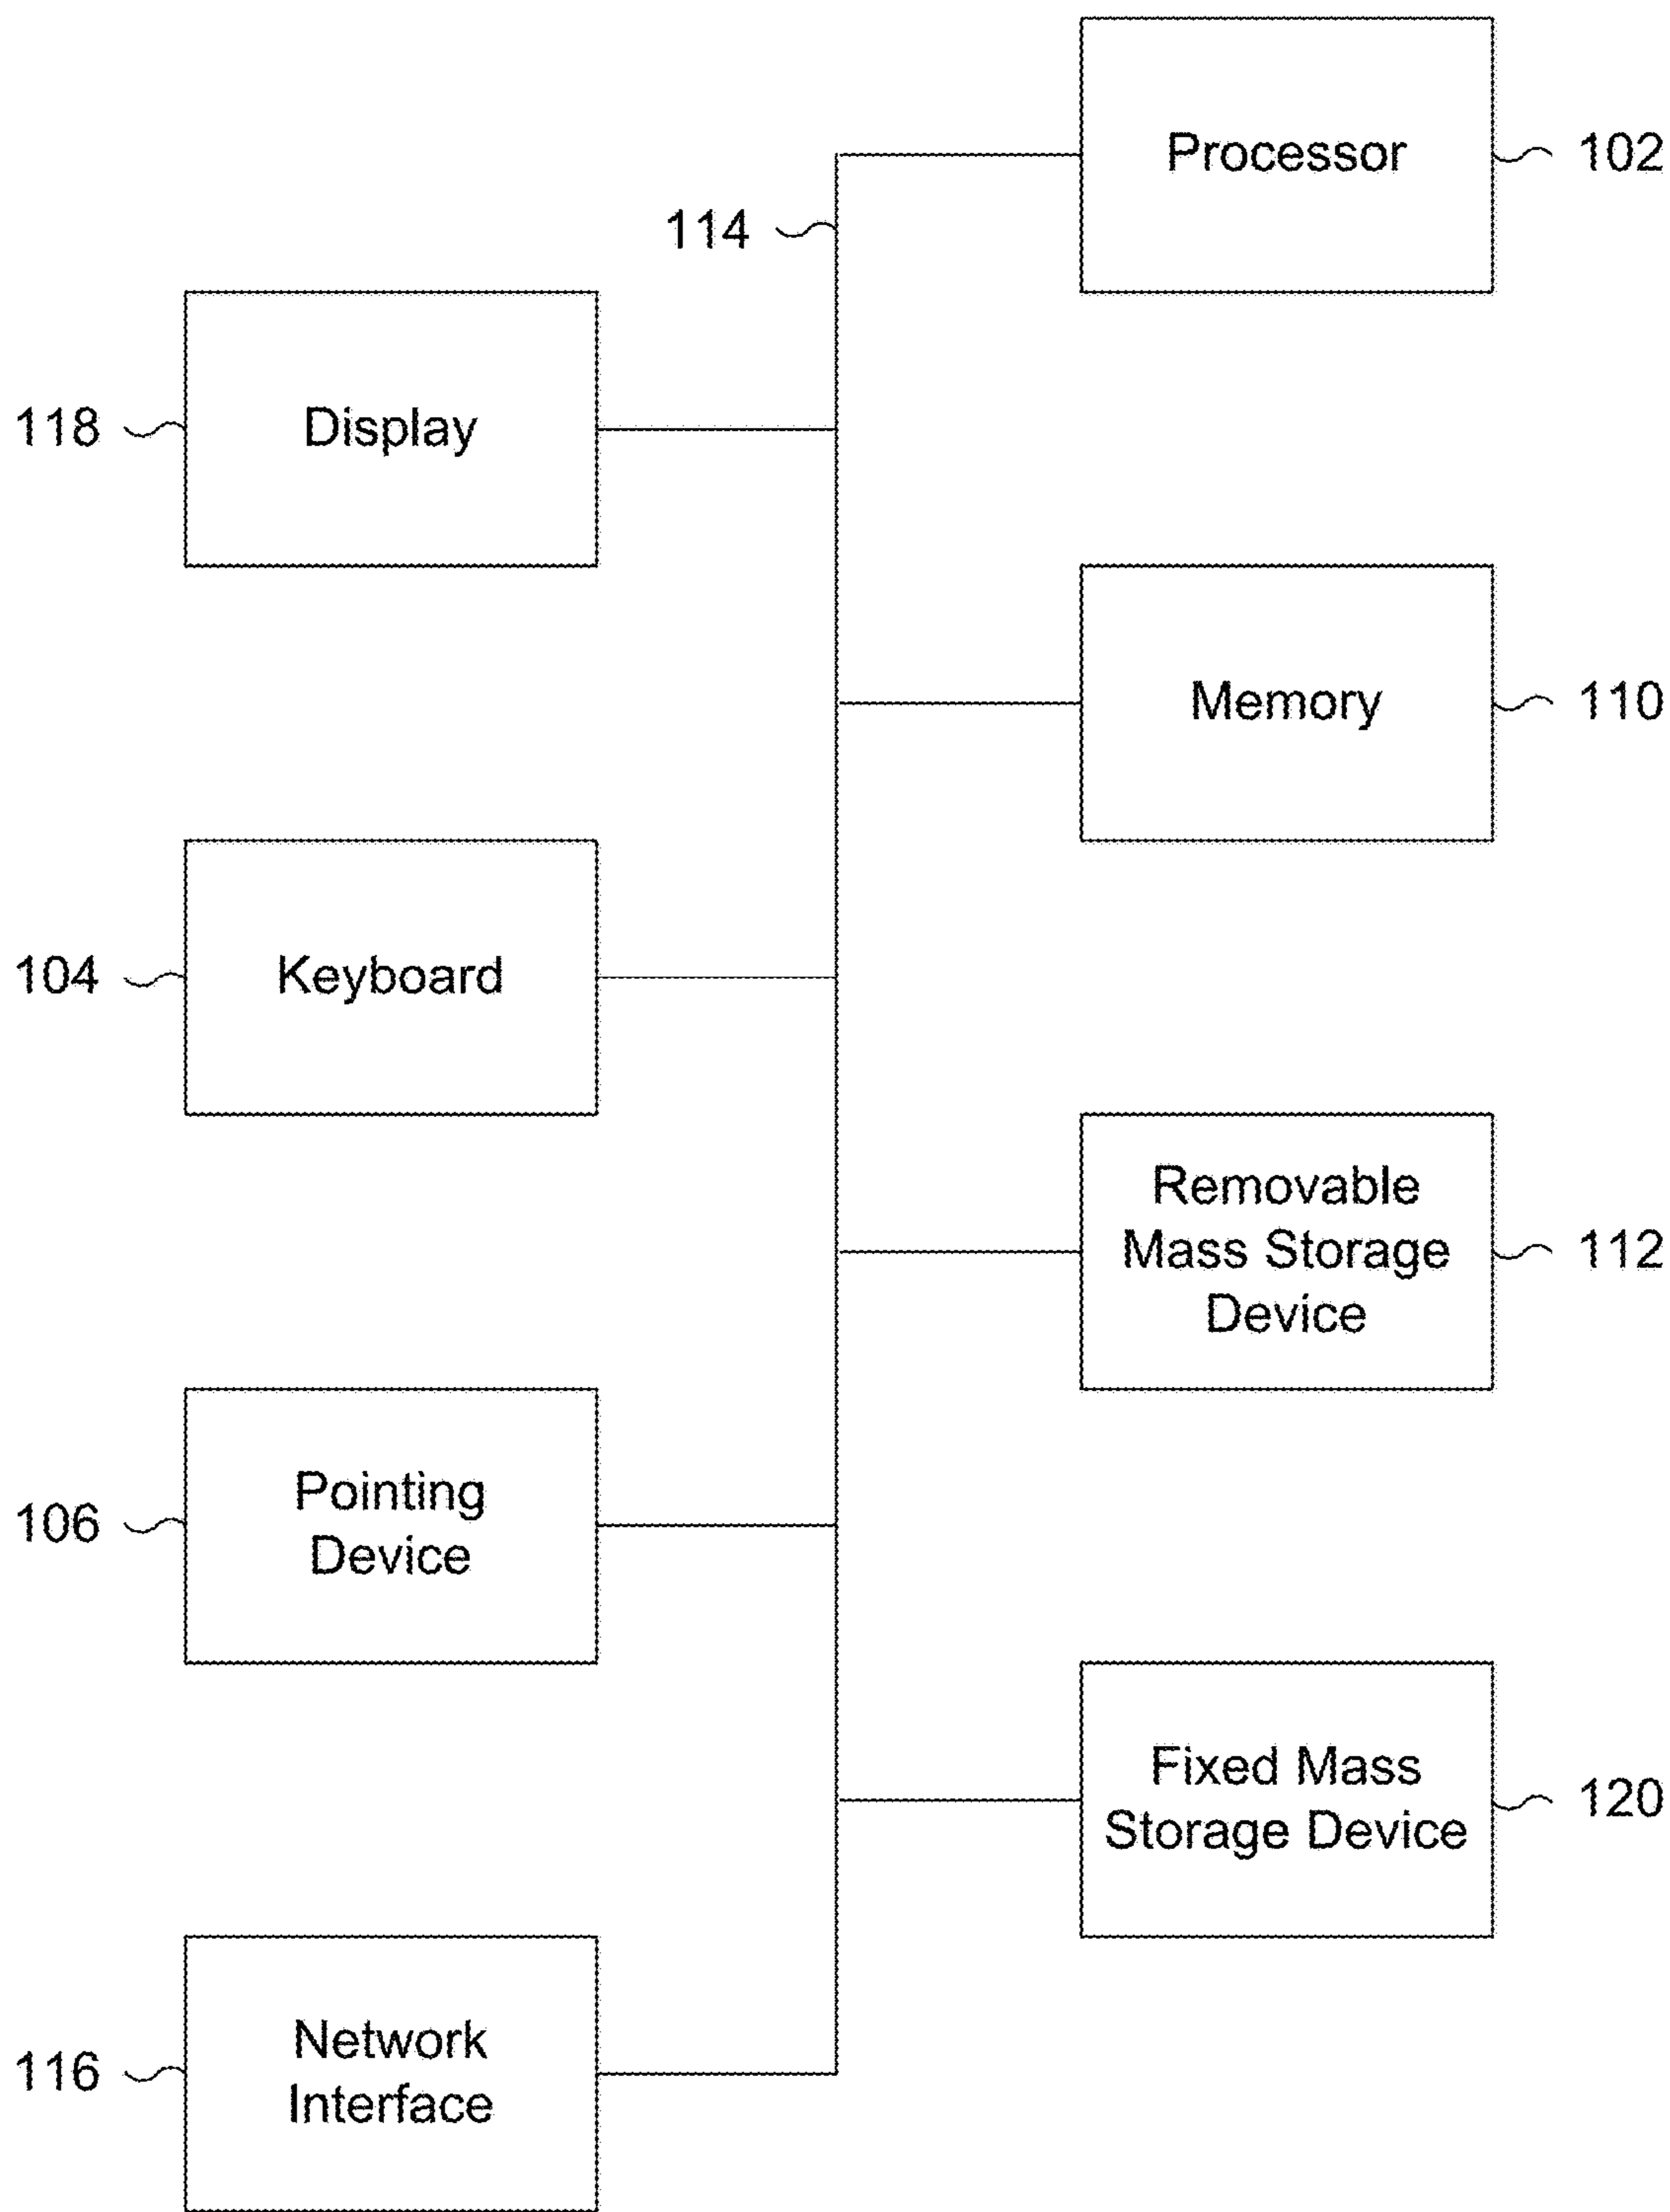 Processor
102
114
118
Display
Memory
110
104
Keyboard
Removable
Mass Storage
Device
112
106
Pointing
Device
Fixed Mass
Storage Device
120
116
Network
Interface